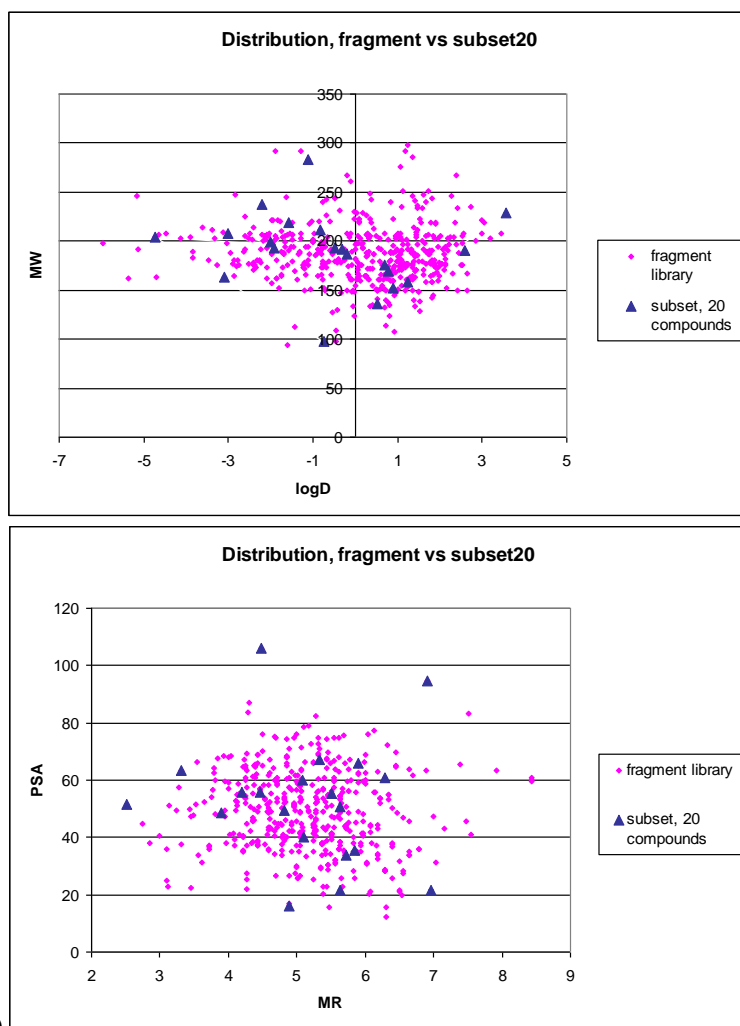 Distribution, fragment vs subset20
350
300
250
200
150
100
50
0
-7 -5 -3 -1 1 3 5
MW
logD
fragment
library
subset, 20
compounds
Distribution, fragment vs subset20
120
100
80
60
40
20
0
2 3 4 5 6 7 8 9
PSA
MR
fragment library
subset, 20
compounds